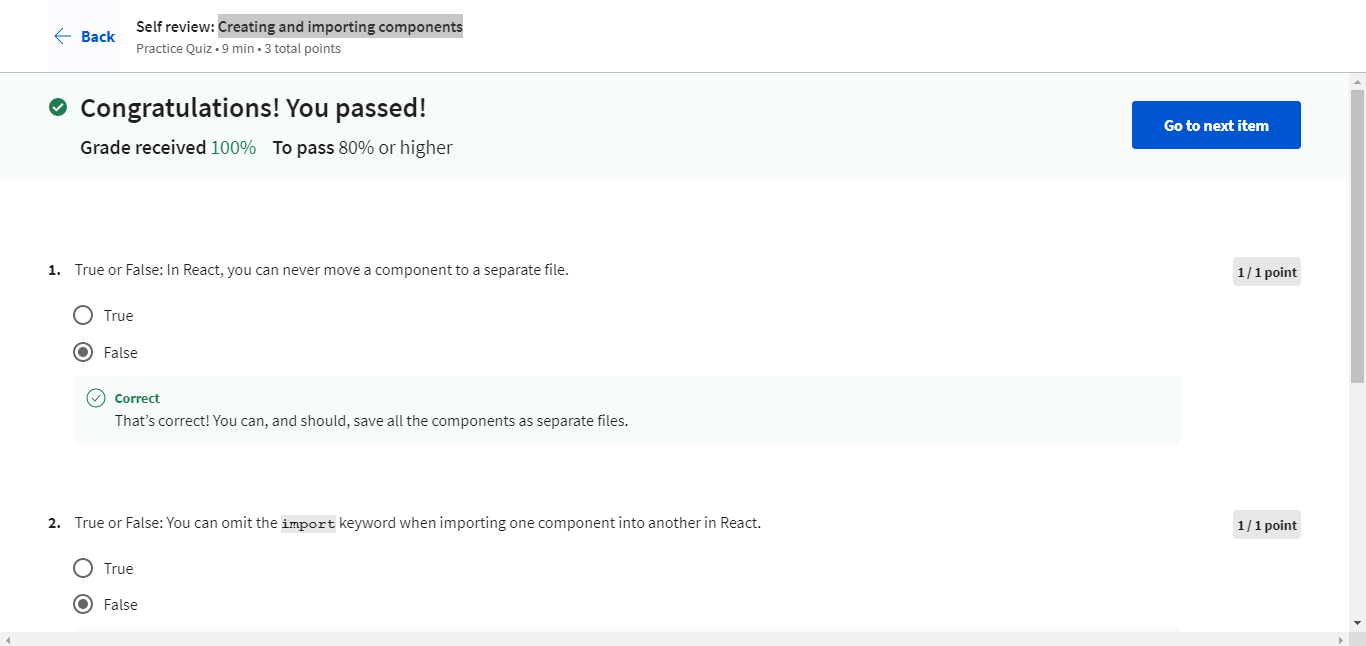 Back
Self review: Creating and importing components
Practice Quiz • 9 min • 3 total points
Congratulations! You passed!
Grade received 100% To pass 80% or higher
Go to next item
1. True or False: In React, you can never move a component to a separate file.
1 / 1 point
True
False
Correct
That’s correct! You can, and should, save all the components as separate files.
2. True or False: You can omit the import keyword when importing one component into another in React.
1 / 1 point
True
False